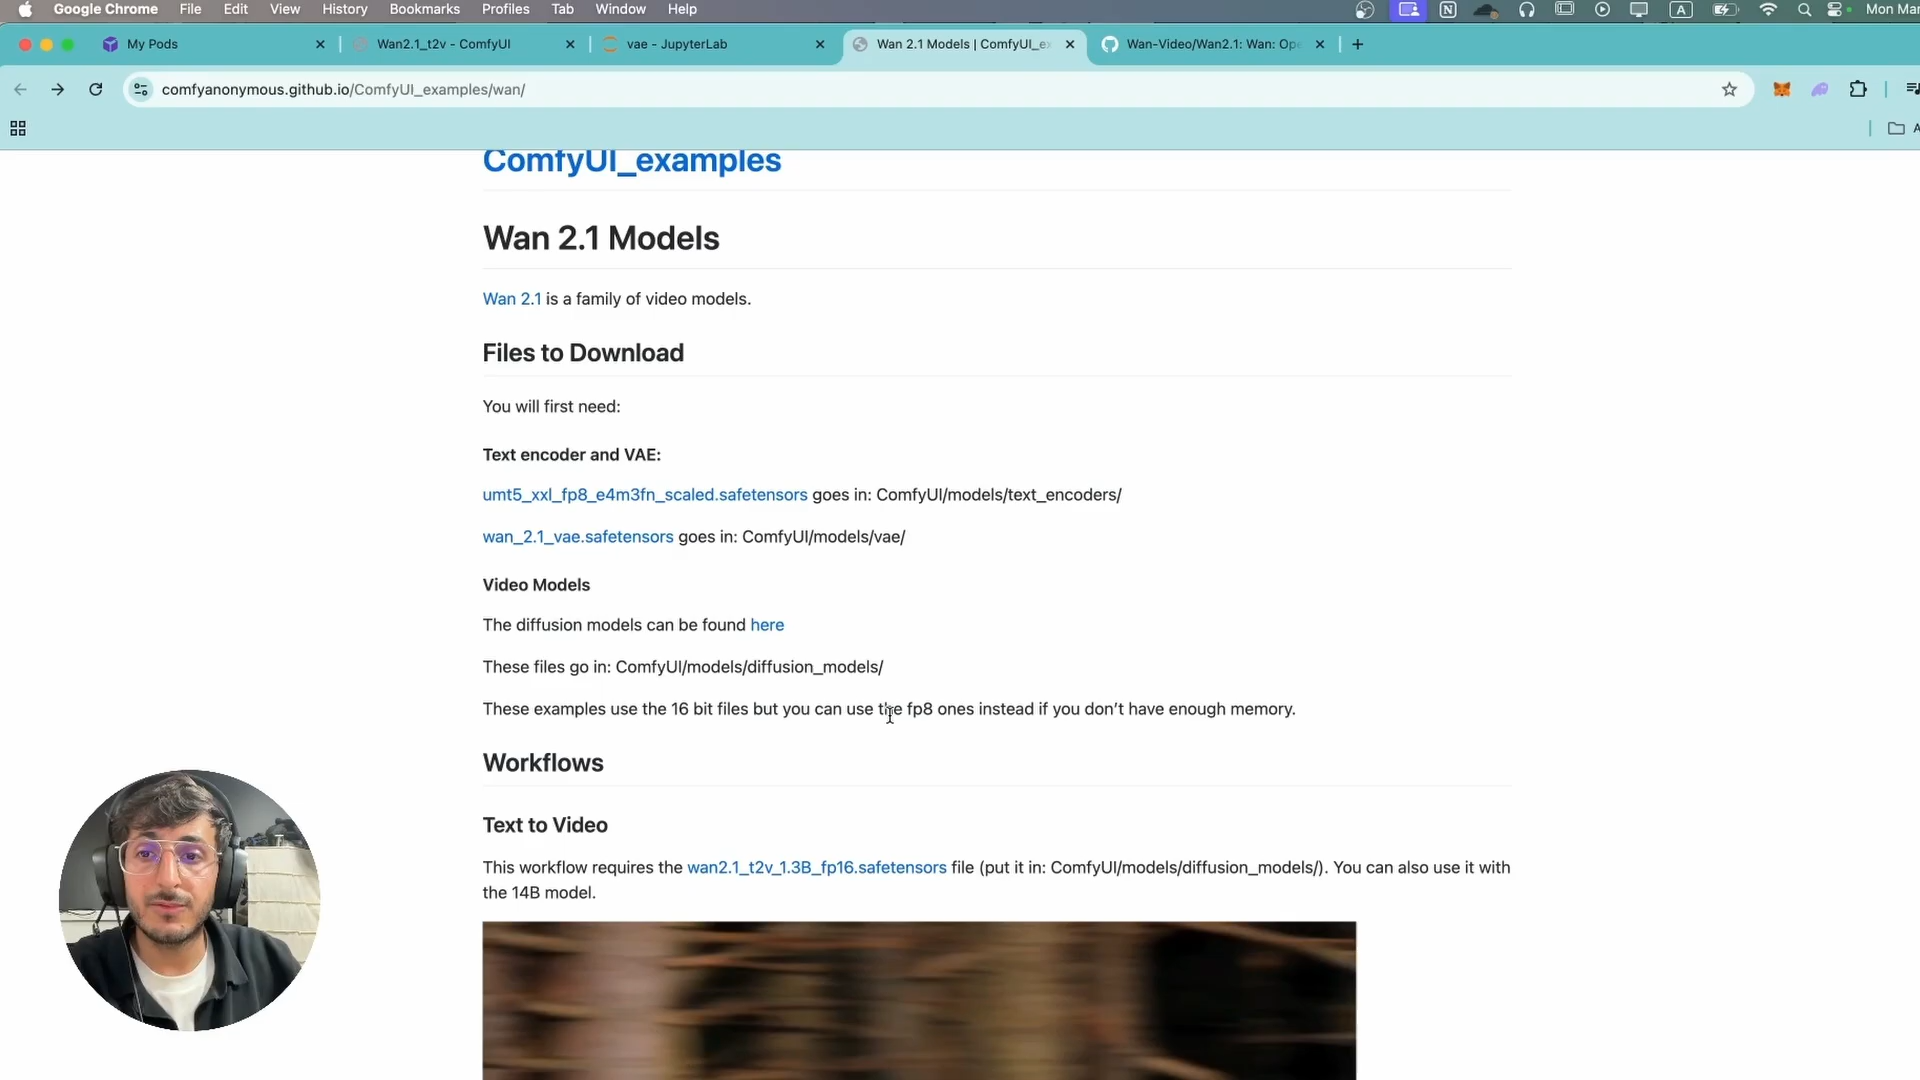 Google Chrome File Edit View History Bookmarks Profiles Tab Window Help N A Mon Mar
My Pods Wan2.1_t2v - ComfyUI vae - JupyterLab Wan 2.1 Models | ComfyUI_ex Wan-Video/Wan2.1: Wan: Ope
comfyanonymous.github.io/ComfyUI_examples/wan/
A
ComfyUI_examples
Wan 2.1 Models
Wan 2.1 is a family of video models.
Files to Download
You will first need:
Text encoder and VAE:
umt5_xxl_fp8_e4m3fn_scaled.safetensors goes in: ComfyUI/models/text_encoders/
wan_2.1_vae.safetensors goes in: ComfyUI/models/vae/
Video Models
The diffusion models can be found here
These files go in: ComfyUI/models/diffusion_models/
These examples use the 16 bit files but you can use the fp8 ones instead if you don’t have enough memory.
Workflows
Text to Video
This workflow requires the wan2.1_t2v_1.3B_fp16.safetensors file (put it in: ComfyUI/models/diffusion_models/). You can also use it with
the 14B model.